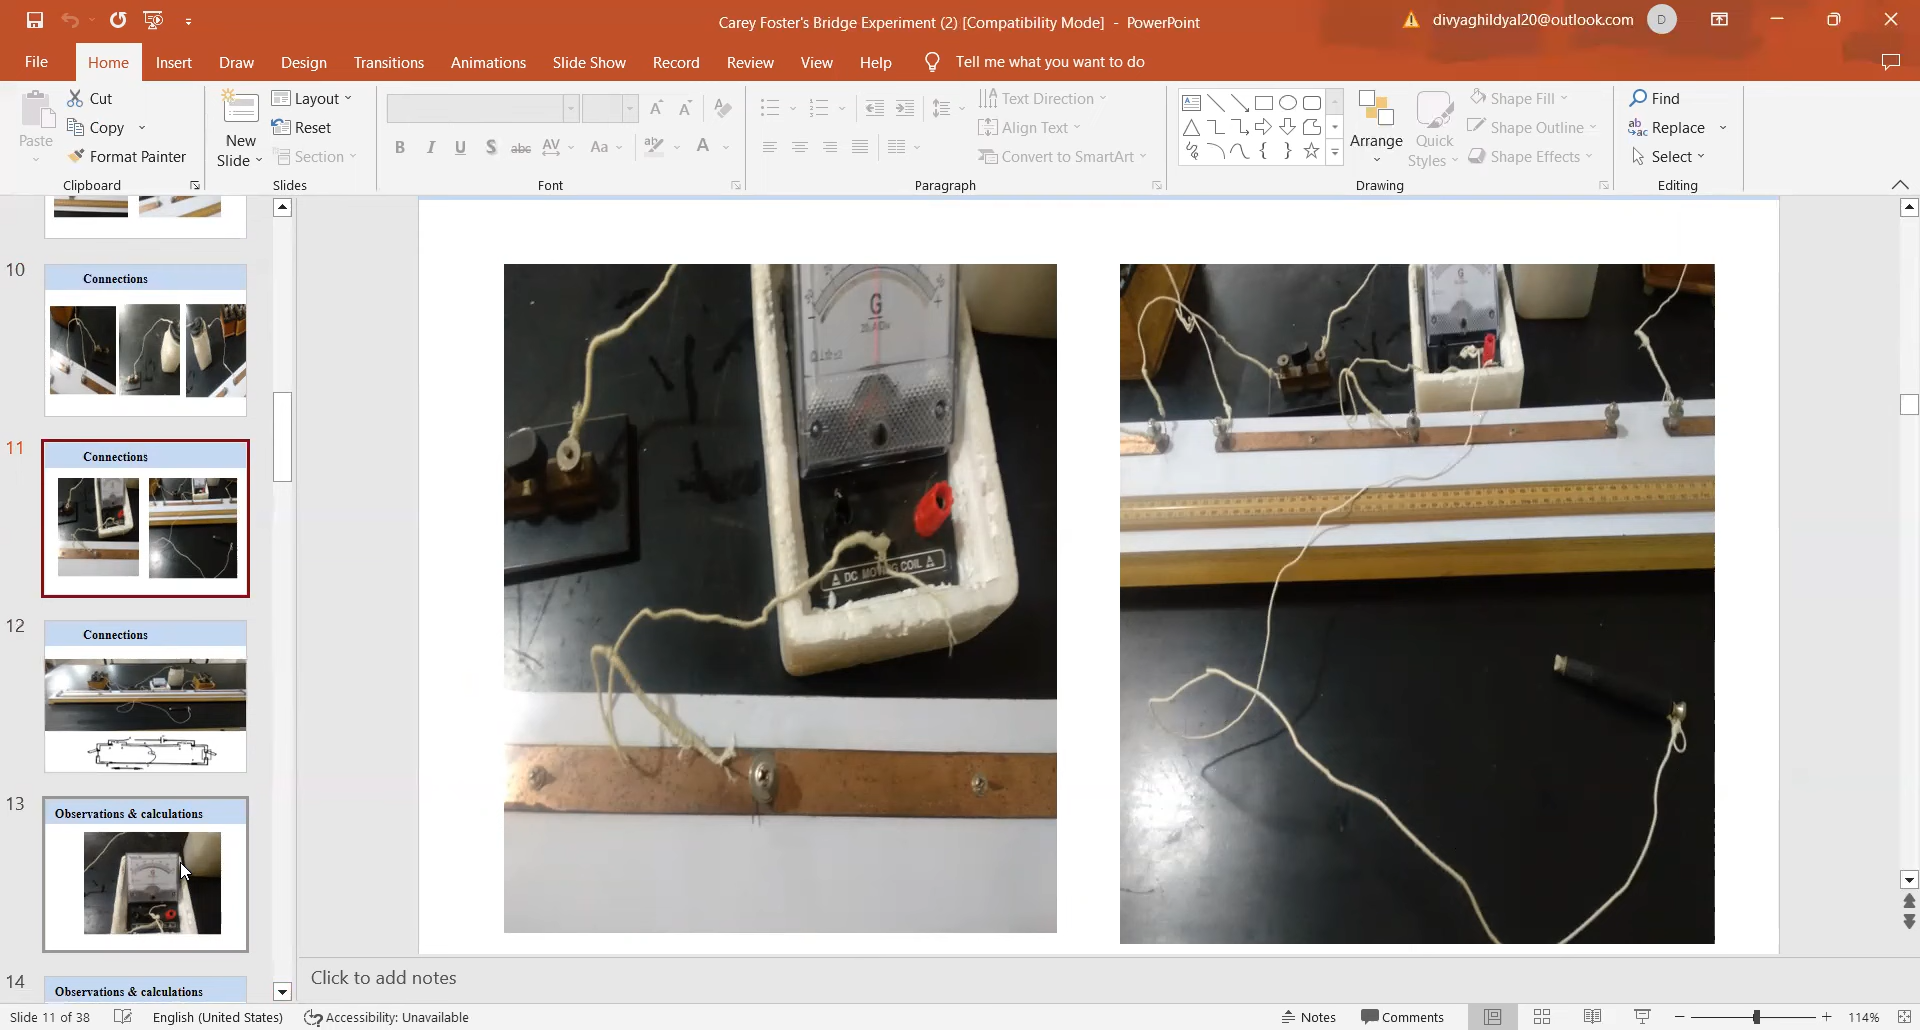 Carey Foster's Bridge Experiment (2) [Compatibility Mode] - PowerPoint
divyaghildyal20@outlook.com
D
File Home Insert Draw Design Transitions Animations Slide Show Record Review View Help Tell me what you want to do
Paste
Cut
Copy
Format Painter
Clipboard
New Slide
Layout
Reset
Section
Slides
B I U S abc AV Aa A
Font
Text Direction
Align Text
Convert to SmartArt
Paragraph
Arrange
Quick Styles
Shape Fill
Shape Outline
Shape Effects
Drawing
Find
Replace
Select
Editing
10
Connections
11
Connections
12
Connections
13
Observations & calculations
14
Observations & calculations
G
DC MOVING COIL
G
Click to add notes
Slide 11 of 38
English (United States)
Accessibility: Unavailable
Notes
Comments
114%